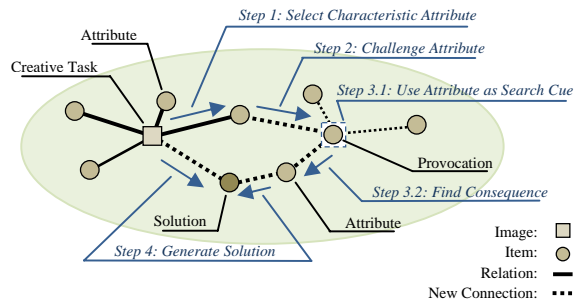 Step 1: Select Characteristic Attribute
Attribute
Step 2: Challenge Attribute
Creative Task
Step 3.1: Use Attribute as Search Cue
Provocation
Step 3.2: Find Consequence
Solution
Attribute
Step 4: Generate Solution
Image:
Item:
Relation:
New Connection: